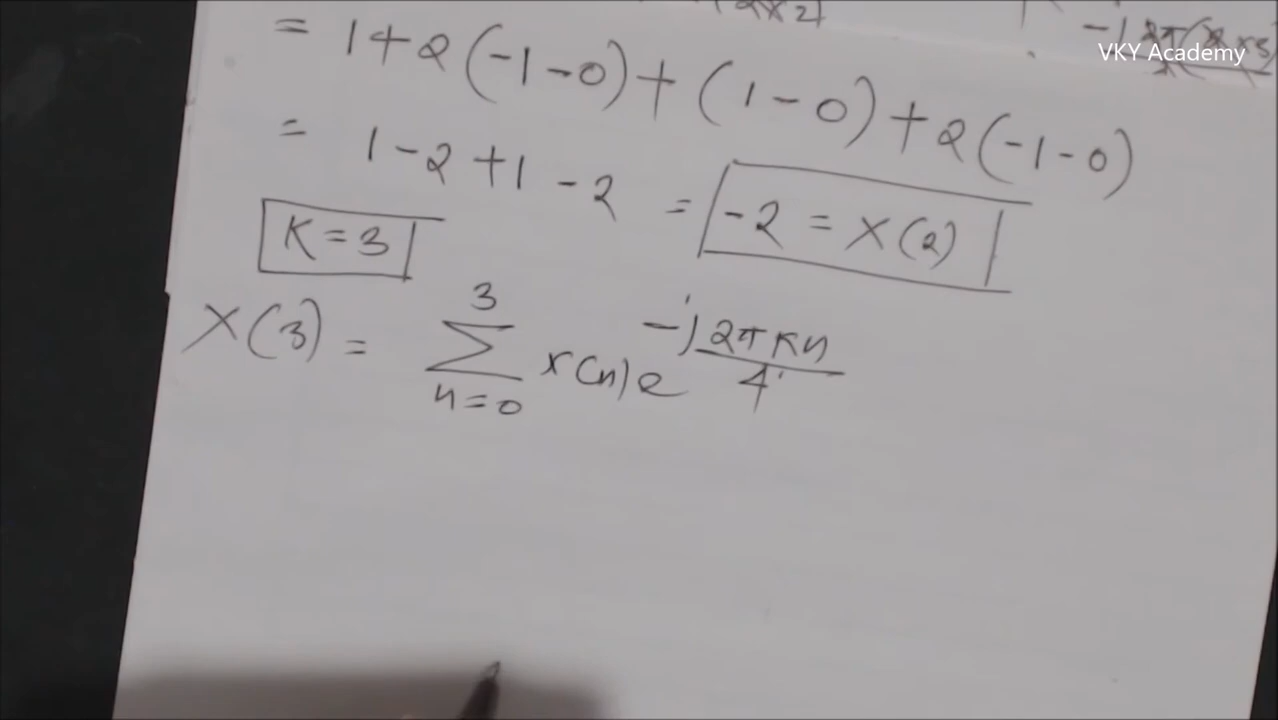 VKY Academy
= 1+2(-1-0)+(1-0)+2(-1-0)
= 1-2+1-2 = -2 = X(2)
K=3
X(3) = 3∑n=0 x(n)e -j2πKn/4